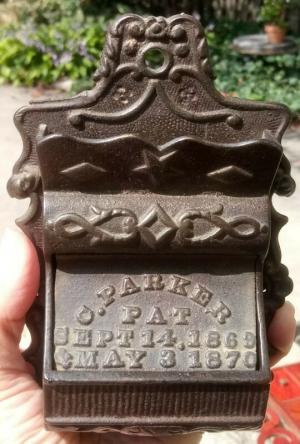 C. PARKER
PAT
SEPT 14, 1869
& MAY 3 1870